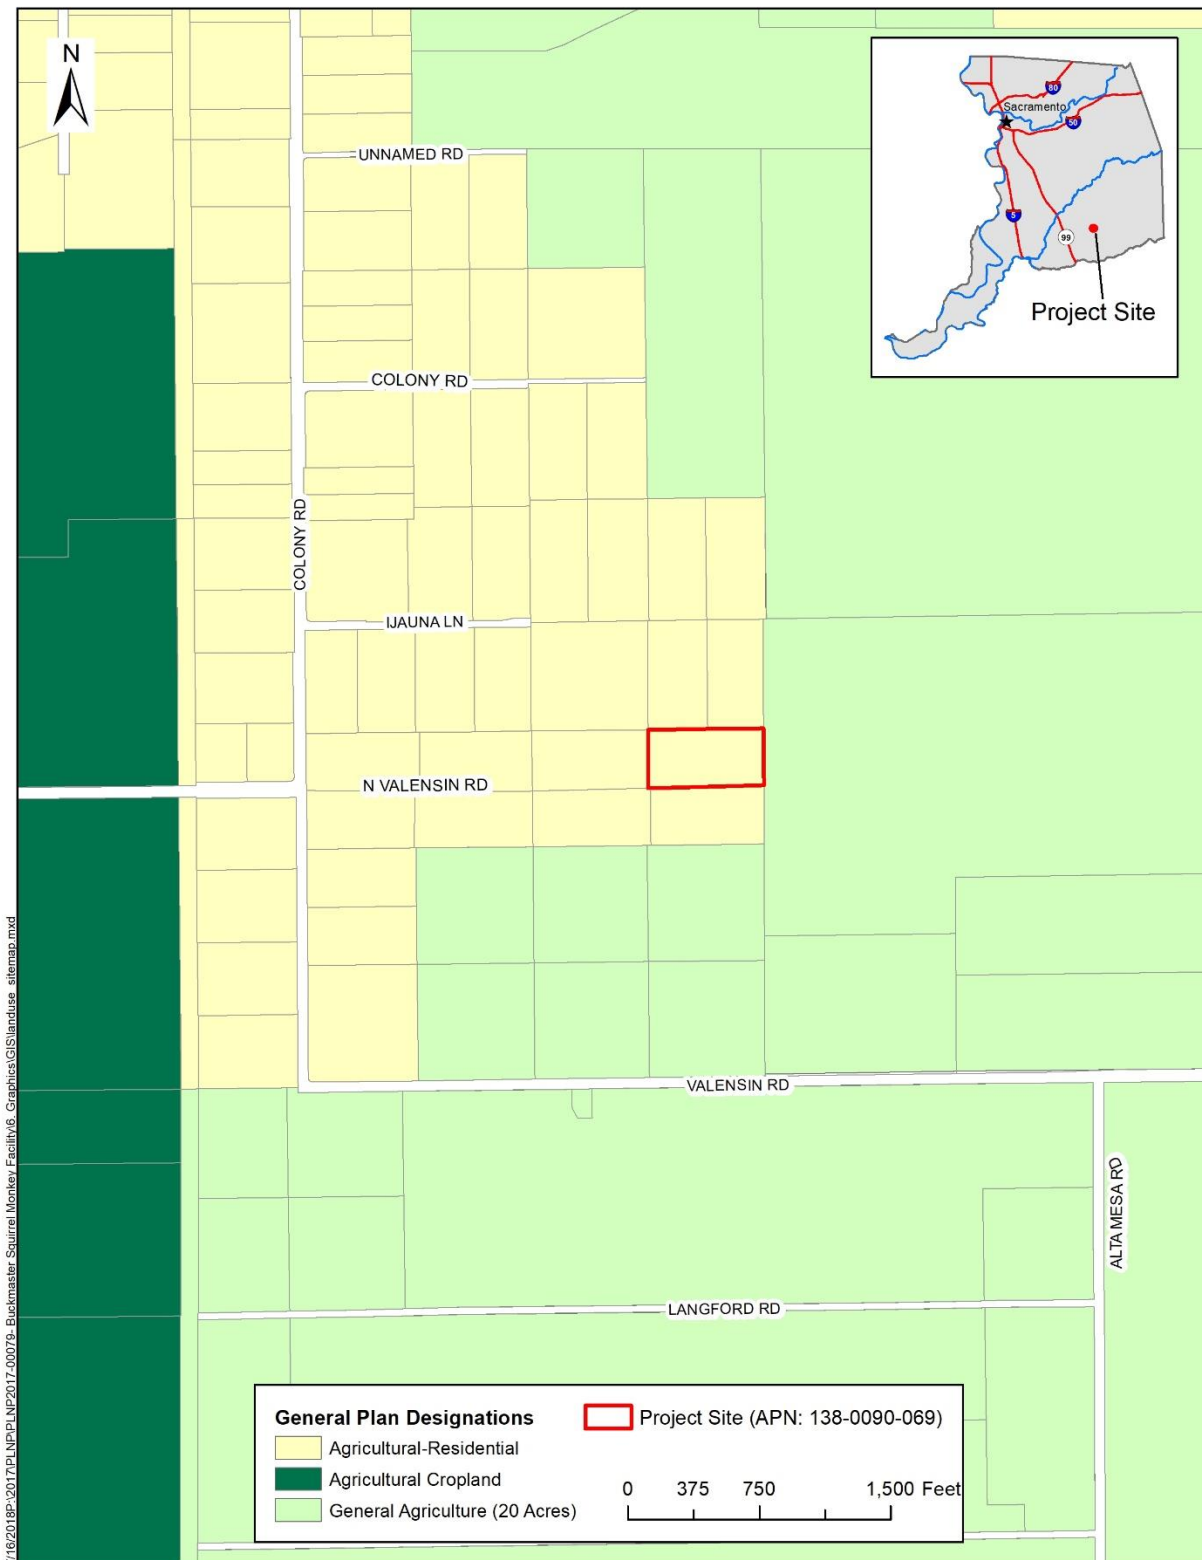 N
80
Sacramento
50
5
99
Project Site
UNNAMED RD
COLONY RD
COLONY RD
IJAUNA LN
N VALENSIN RD
VALENSIN RD
ALTA MESA RD
LANGFORD RD
General Plan Designations
Agricultural-Residential
Agricultural Cropland
General Agriculture (20 Acres)
Project Site (APN: 138-0090-069)
0 375 750 1,500 Feet
/16/2018P:\2017\PLNP\PLNP2017-00079- Buckmaster Squirrel Monkey Facility\6. Graphics\GIS\landuse_sitemap.mxd